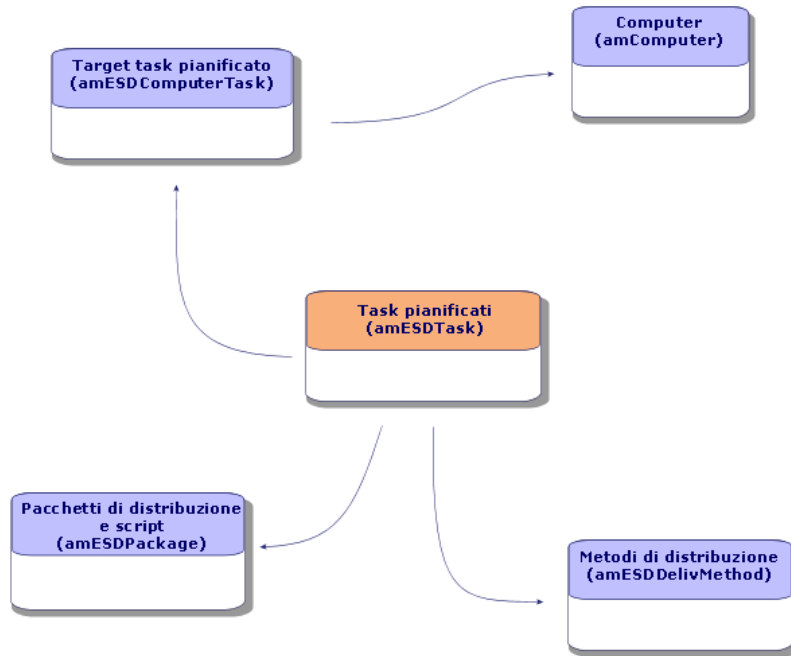 Computer
(amComputer)
Target task pianificato
(amESDComputerTask)
Task pianificati
(amESDTask)
Pacchetti di distribuzione
e script
(amESDPackage)
Metodi di distribuzione
(amESDDelivMethod)